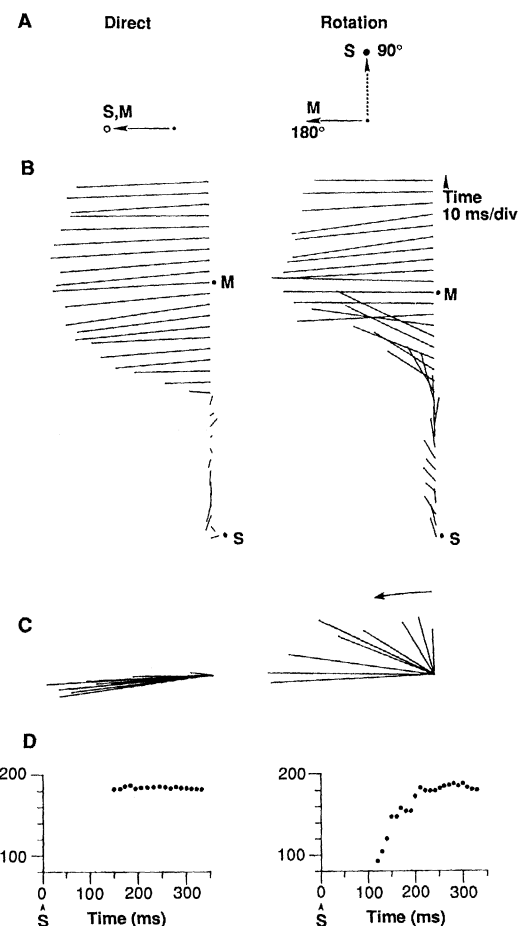 A Direct Rotation
S 90°
S,M
M
180°
B
Time
10 ms/div
M M
S S
C
D
200 200
100 100
0 100 200 300 0 100 200 300
S Time (ms) S Time (ms)